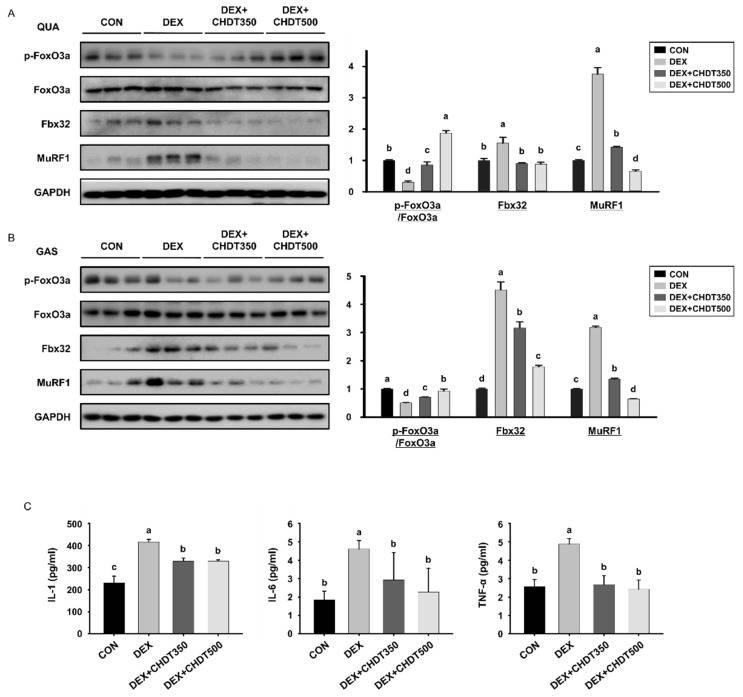 A
QUA
CON
DEX
DEX+
CHDT350
DEX+
CHDT500
p-FoxO3a
FoxO3a
Fbx32
MuRF1
GAPDH
5
4
3
2
1
0
b
d
c
a
b
a
b
b
c
a
b
d
p-FoxO3a
/FoxO3a
Fbx32
MuRF1
CON
DEX
DEX+CHDT350
DEX+CHDT500
B
GAS
CON
DEX
DEX+
CHDT350
DEX+
CHDT500
p-FoxO3a
FoxO3a
Fbx32
MuRF1
GAPDH
5
4
3
2
1
0
a
d
c
b
d
a
b
c
c
a
b
d
p-FoxO3a
/FoxO3a
Fbx32
MuRF1
CON
DEX
DEX+CHDT350
DEX+CHDT500
C
IL-1 (pg/ml)
500
400
300
200
100
0
c
a
b
b
CON
DEX
DEX+CHDT350
DEX+CHDT500
IL-6 (pg/ml)
6
5
4
3
2
1
0
b
a
b
b
CON
DEX
DEX+CHDT350
DEX+CHDT500
TNF-α (pg/ml)
6
5
4
3
2
1
0
b
a
b
b
CON
DEX
DEX+CHDT350
DEX+CHDT500